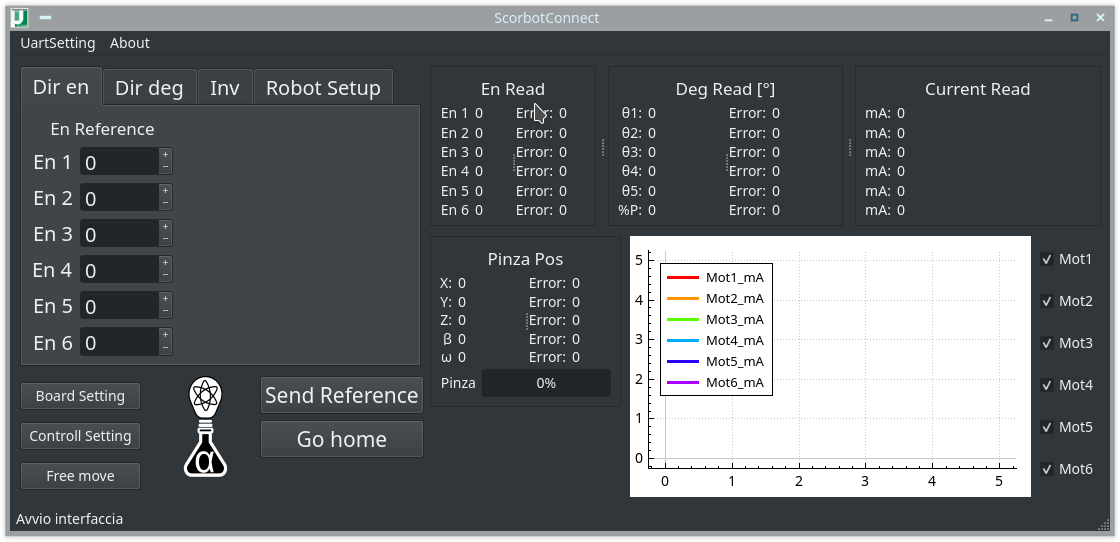 ScorbotConnect
UartSetting About
Dir en Dir deg Inv Robot Setup
En Reference
En 1 0
En 2 0
En 3 0
En 4 0
En 5 0
En 6 0
Board Setting
Controll Setting
Free move
α
Send Reference
Go home
En Read
En 1 0 Error: 0
En 2 0 Error: 0
En 3 0 Error: 0
En 4 0 Error: 0
En 5 0 Error: 0
En 6 0 Error: 0
Deg Read [°]
θ1: 0 Error: 0
θ2: 0 Error: 0
θ3: 0 Error: 0
θ4: 0 Error: 0
θ5: 0 Error: 0
%P: 0 Error: 0
Current Read
mA: 0
mA: 0
mA: 0
mA: 0
mA: 0
mA: 0
Pinza Pos
X: 0 Error: 0
Y: 0 Error: 0
Z: 0 Error: 0
β 0 Error: 0
ω 0 Error: 0
Pinza 0%
5
4
3
2
1
0
Mot1_mA
Mot2_mA
Mot3_mA
Mot4_mA
Mot5_mA
Mot6_mA
0 1 2 3 4 5
Mot1
Mot2
Mot3
Mot4
Mot5
Mot6
Avvio interfaccia